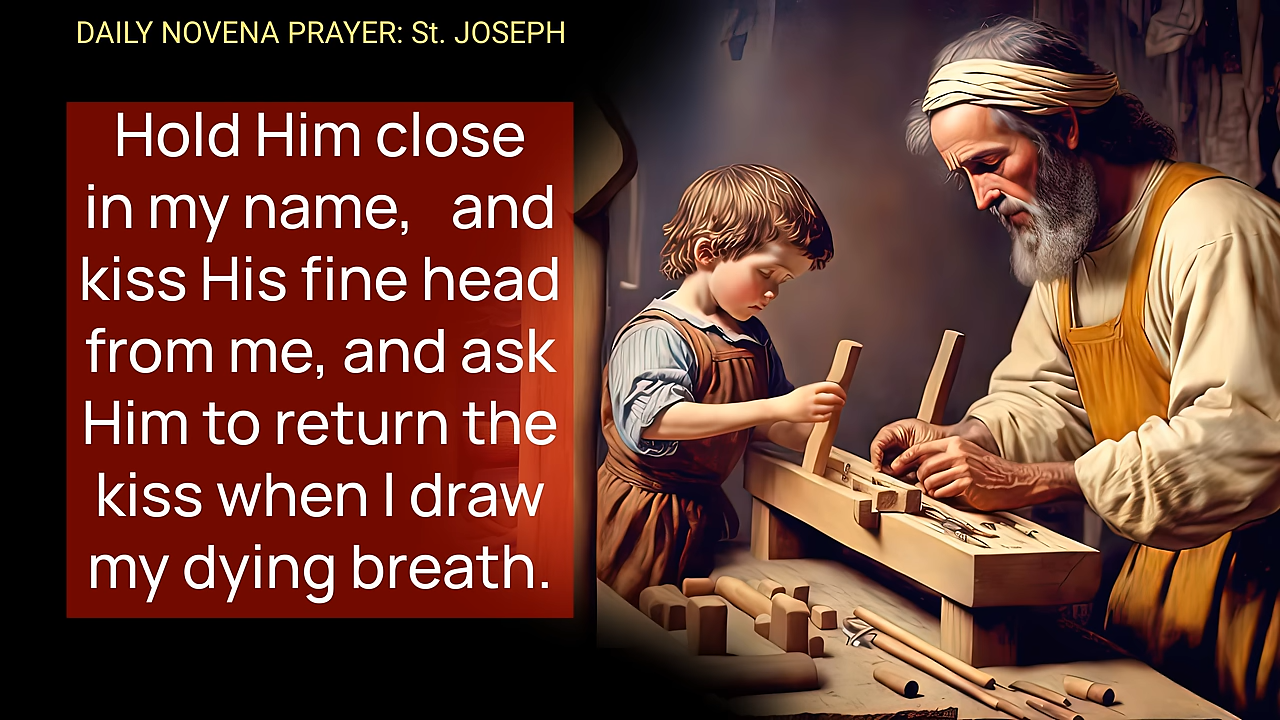 DAILY NOVENA PRAYER: St. JOSEPH
Hold Him close
in my name, and
kiss His fine head
from me, and ask
Him to return the
kiss when I draw
my dying breath.